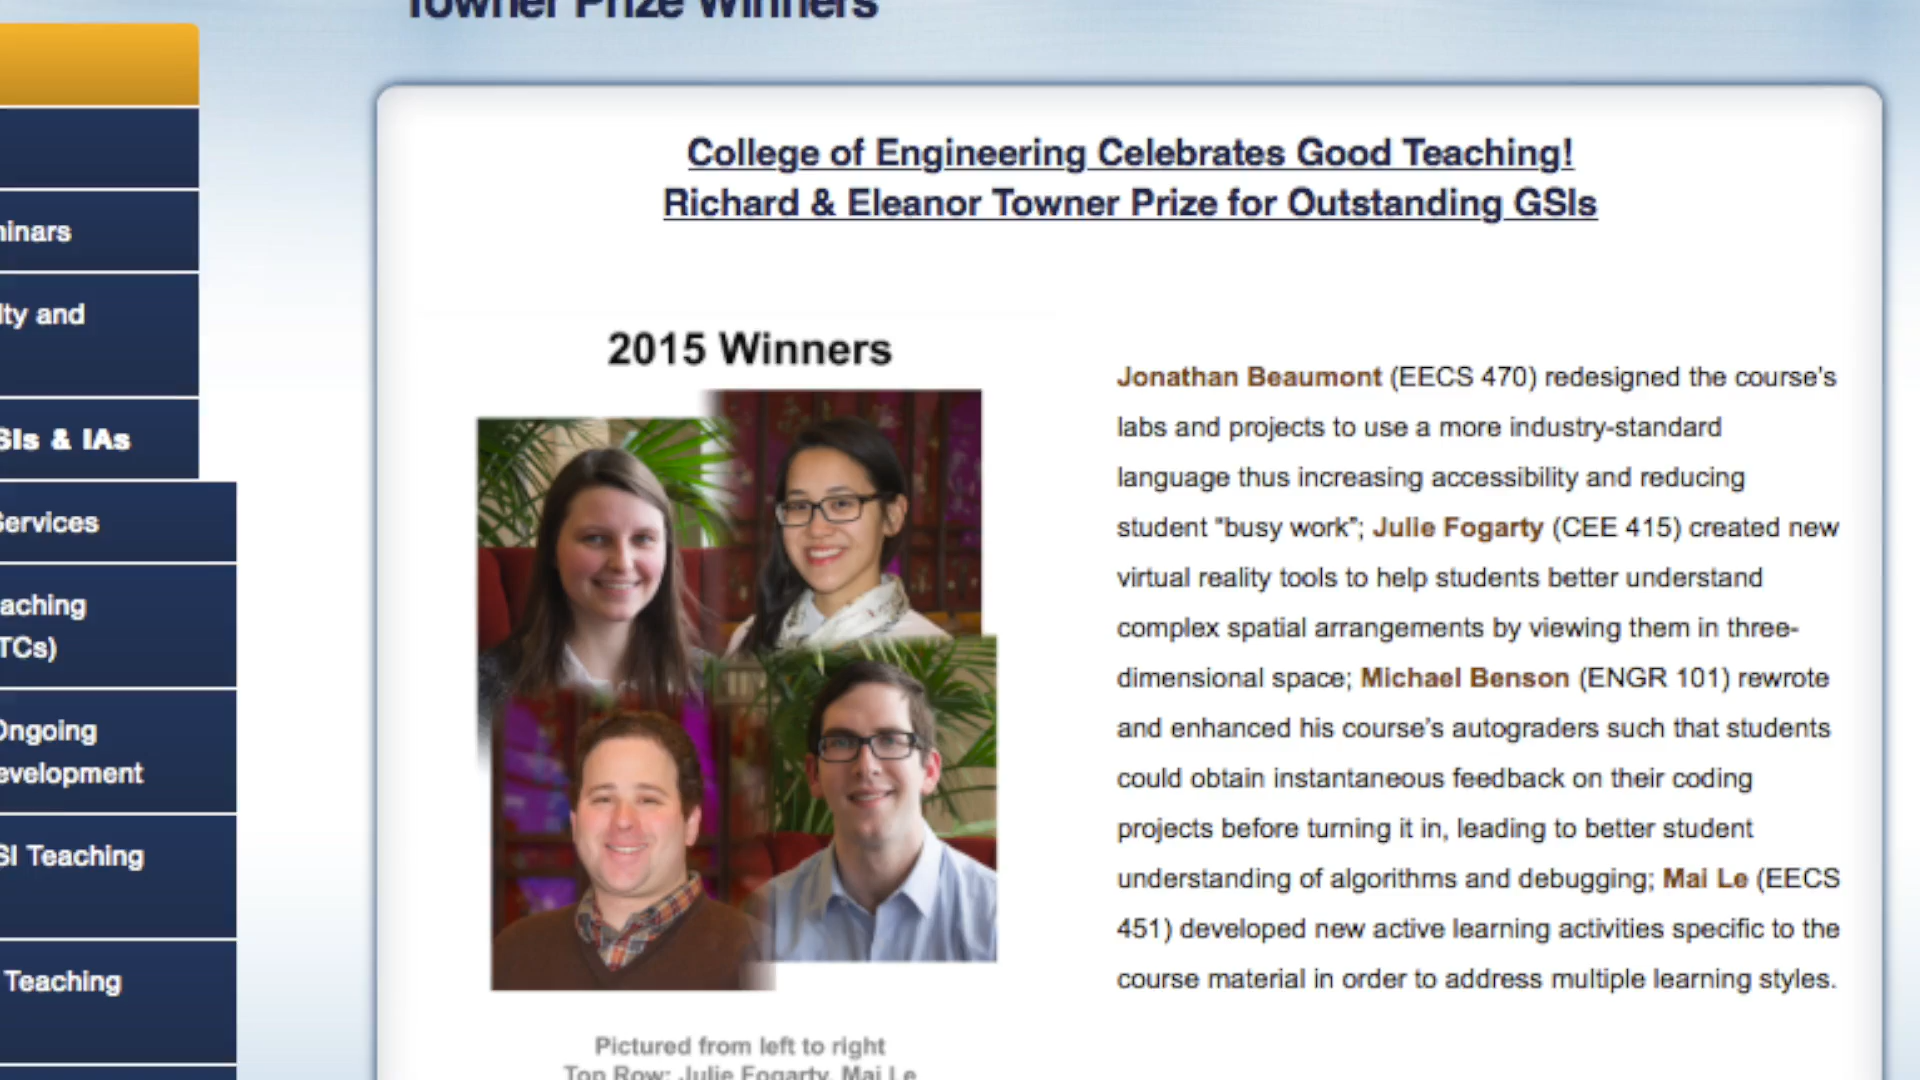 Towner Prize Winners
College of Engineering Celebrates Good Teaching!
Richard & Eleanor Towner Prize for Outstanding GSIs
ninars
lty and
SIs & IAs
Services
aching
TCs)
Ongoing
evelopment
SI Teaching
Teaching
2015 Winners
Pictured from left to right
Top Row: Julie Fogarty, Mai Le
Jonathan Beaumont (EECS 470) redesigned the course's
labs and projects to use a more industry-standard
language thus increasing accessibility and reducing
student "busy work"; Julie Fogarty (CEE 415) created new
virtual reality tools to help students better understand
complex spatial arrangements by viewing them in three-
dimensional space; Michael Benson (ENGR 101) rewrote
and enhanced his course's autograders such that students
could obtain instantaneous feedback on their coding
projects before turning it in, leading to better student
understanding of algorithms and debugging; Mai Le (EECS
451) developed new active learning activities specific to the
course material in order to address multiple learning styles.